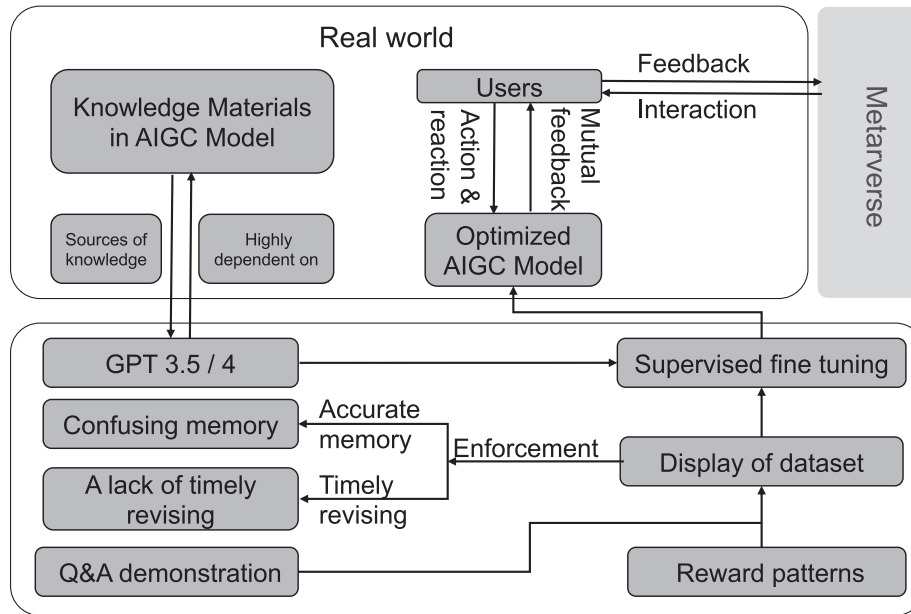 Real world
Knowledge Materials
in AIGC Model
Users
Feedback
Interaction
Metarverse
Action &
reaction
Mutual
feedback
Sources of
knowledge
Highly
dependent on
Optimized
AIGC Model
GPT 3.5 / 4
Supervised fine tuning
Confusing memory
Accurate
memory
Enforcement
Display of dataset
A lack of timely
revising
Timely
revising
Q&A demonstration
Reward patterns